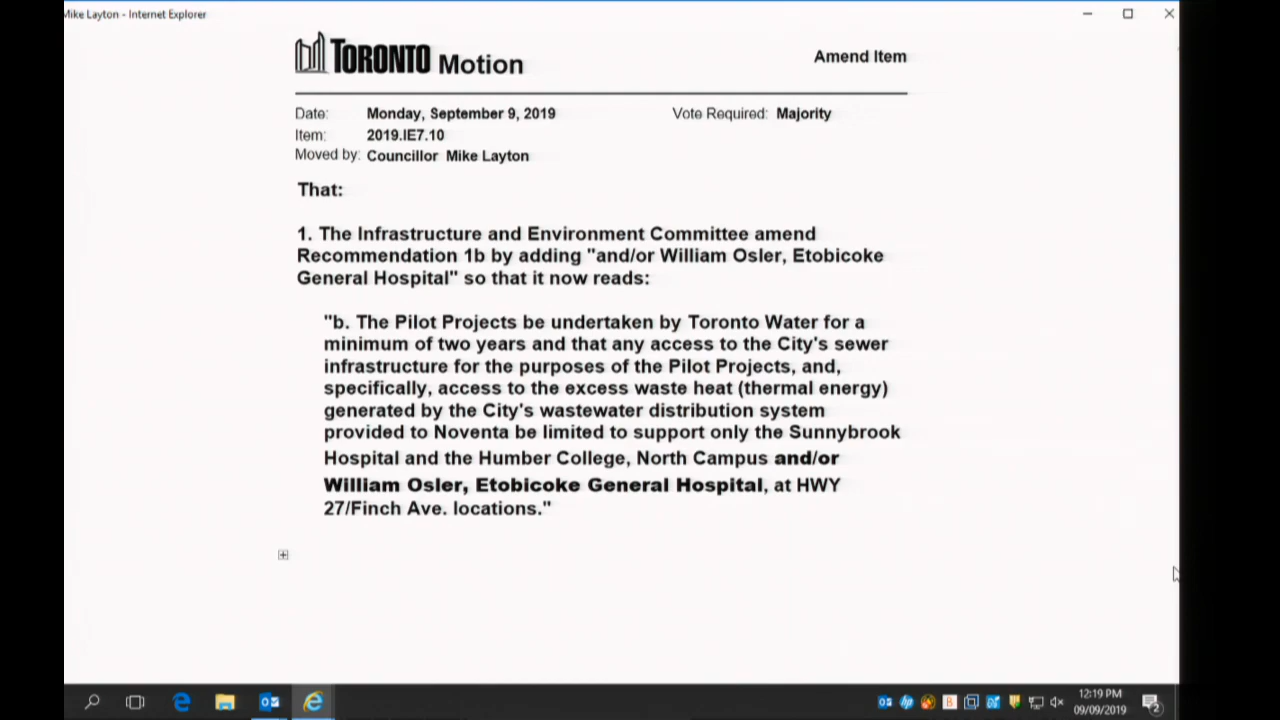 Mike Layton - Internet Explorer
TORONTO Motion
Amend Item
Date: Monday, September 9, 2019
Vote Required: Majority
Item: 2019.IE7.10
Moved by: Councillor Mike Layton
That:
1. The Infrastructure and Environment Committee amend
Recommendation 1b by adding "and/or William Osler, Etobicoke
General Hospital" so that it now reads:
"b. The Pilot Projects be undertaken by Toronto Water for a
minimum of two years and that any access to the City's sewer
infrastructure for the purposes of the Pilot Projects, and,
specifically, access to the excess waste heat (thermal energy)
generated by the City's wastewater distribution system
provided to Noventa be limited to support only the Sunnybrook
Hospital and the Humber College, North Campus and/or
William Osler, Etobicoke General Hospital, at HWY
27/Finch Ave. locations."
12:19 PM
09/09/2019
2